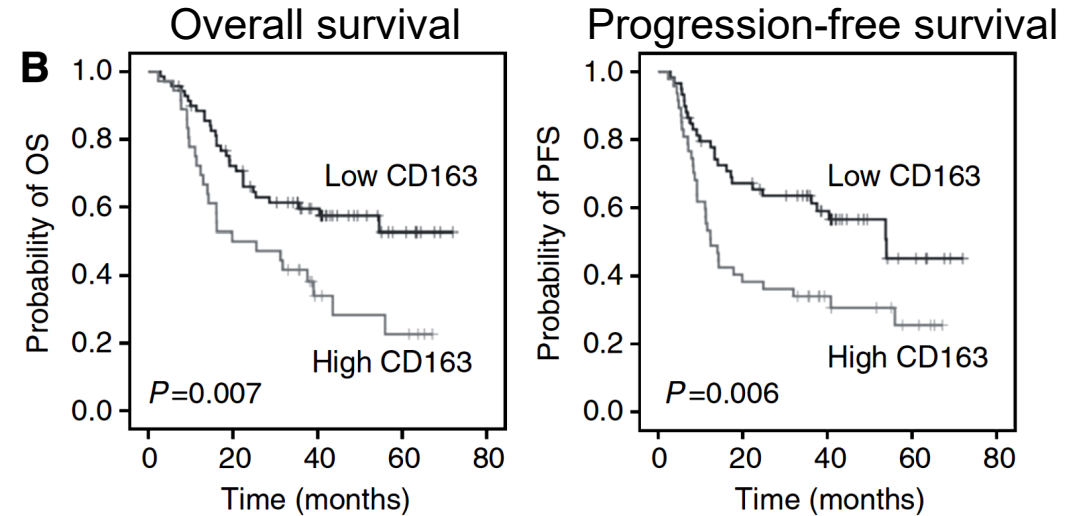 Overall survival
Progression-free survival
B
Probability of OS
1.0
0.8
0.6
0.4
0.2
0.0
Low CD163
High CD163
P=0.007
0 20 40 60 80
Time (months)
Probability of PFS
1.0
0.8
0.6
0.4
0.2
0.0
Low CD163
High CD163
P=0.006
0 20 40 60 80
Time (months)